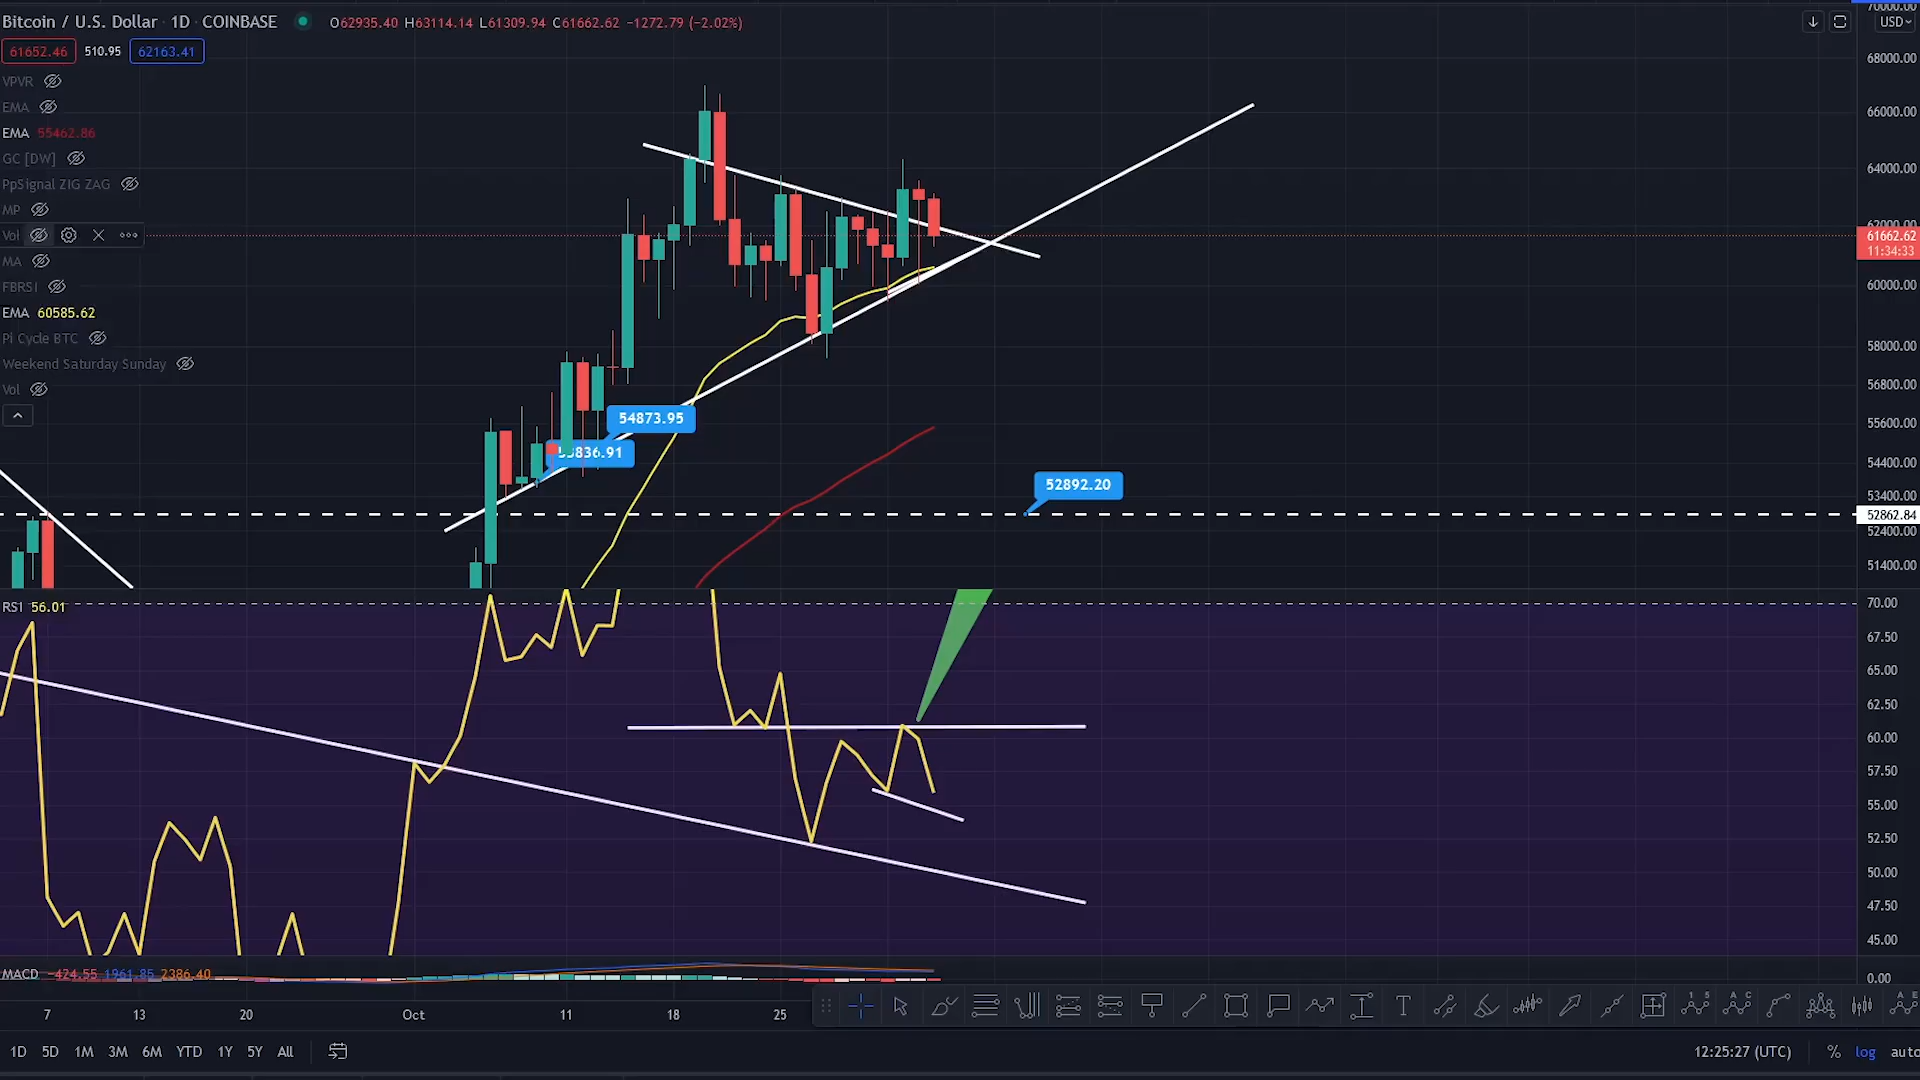 Bitcoin / U.S. Dollar · 1D · COINBASE O62935.40 H63114.14 L61309.94 C61662.62 −1272.79 (−2.02%)
61652.46 510.95 62163.41
VPVR
EMA
EMA 55462.86
GC [DW]
PpSignal ZIG ZAG
MP
Vol
MA
FBRSI
EMA 60585.62
Pi Cycle BTC
Weekend Saturday Sunday
Vol
54873.95
52892.20
70000.00
USD
68000.00
66000.00
64000.00
62000.00
61662.62
11:34:33
60000.00
58000.00
56800.00
55600.00
54400.00
53400.00
52862.84
52400.00
51400.00
RSI 56.01
70.00
67.50
65.00
62.50
60.00
57.50
55.00
52.50
50.00
47.50
45.00
MACD −424.55 1961.85 2386.40
0.00
7 13 20 Oct 11 18 25
1D 5D 1M 3M 6M YTD 1Y 5Y All
12:25:27 (UTC) % log auto